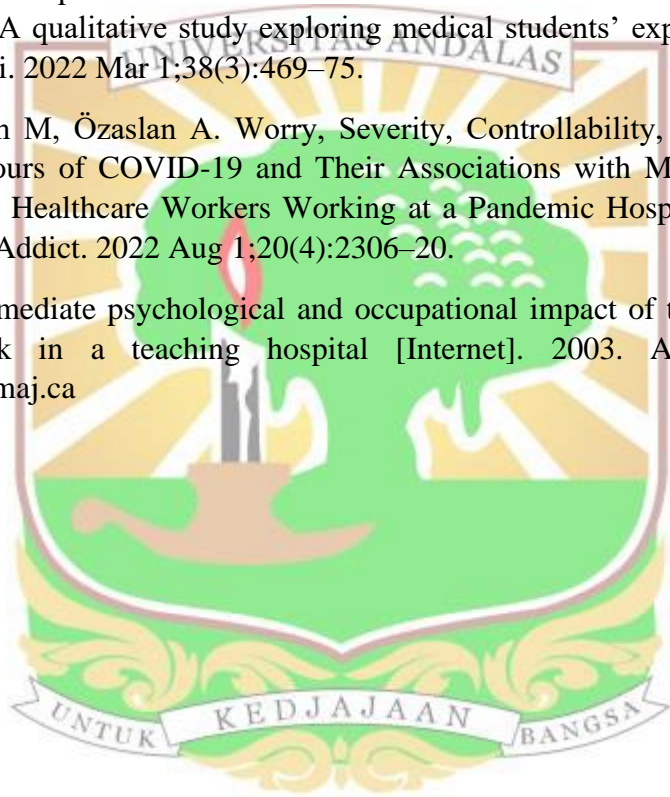 A qualitative study exploring medical students’ exp
UNIVERSITAS ANDALAS
i. 2022 Mar 1;38(3):469–75.
n M, Özaslan A. Worry, Severity, Controllability,
ours of COVID-19 and Their Associations with M
Healthcare Workers Working at a Pandemic Hosp
Addict. 2022 Aug 1;20(4):2306–20.
mediate psychological and occupational impact of t
k in a teaching hospital [Internet]. 2003. A
maj.ca
UNTUK KEDJAJAAN BANGSA